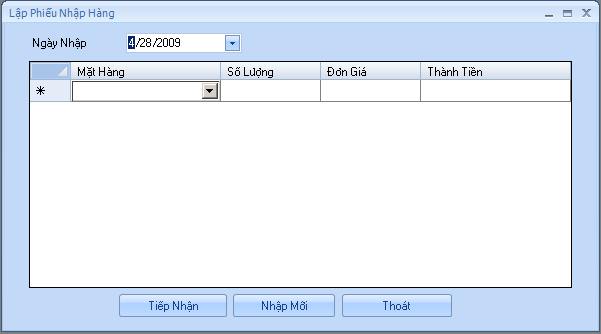 Lập Phiếu Nhập Hàng
Ngày Nhập 4/28/2009
Mặt Hàng Số Lượng Đơn Giá Thành Tiền
Tiếp Nhận Nhập Mới Thoát